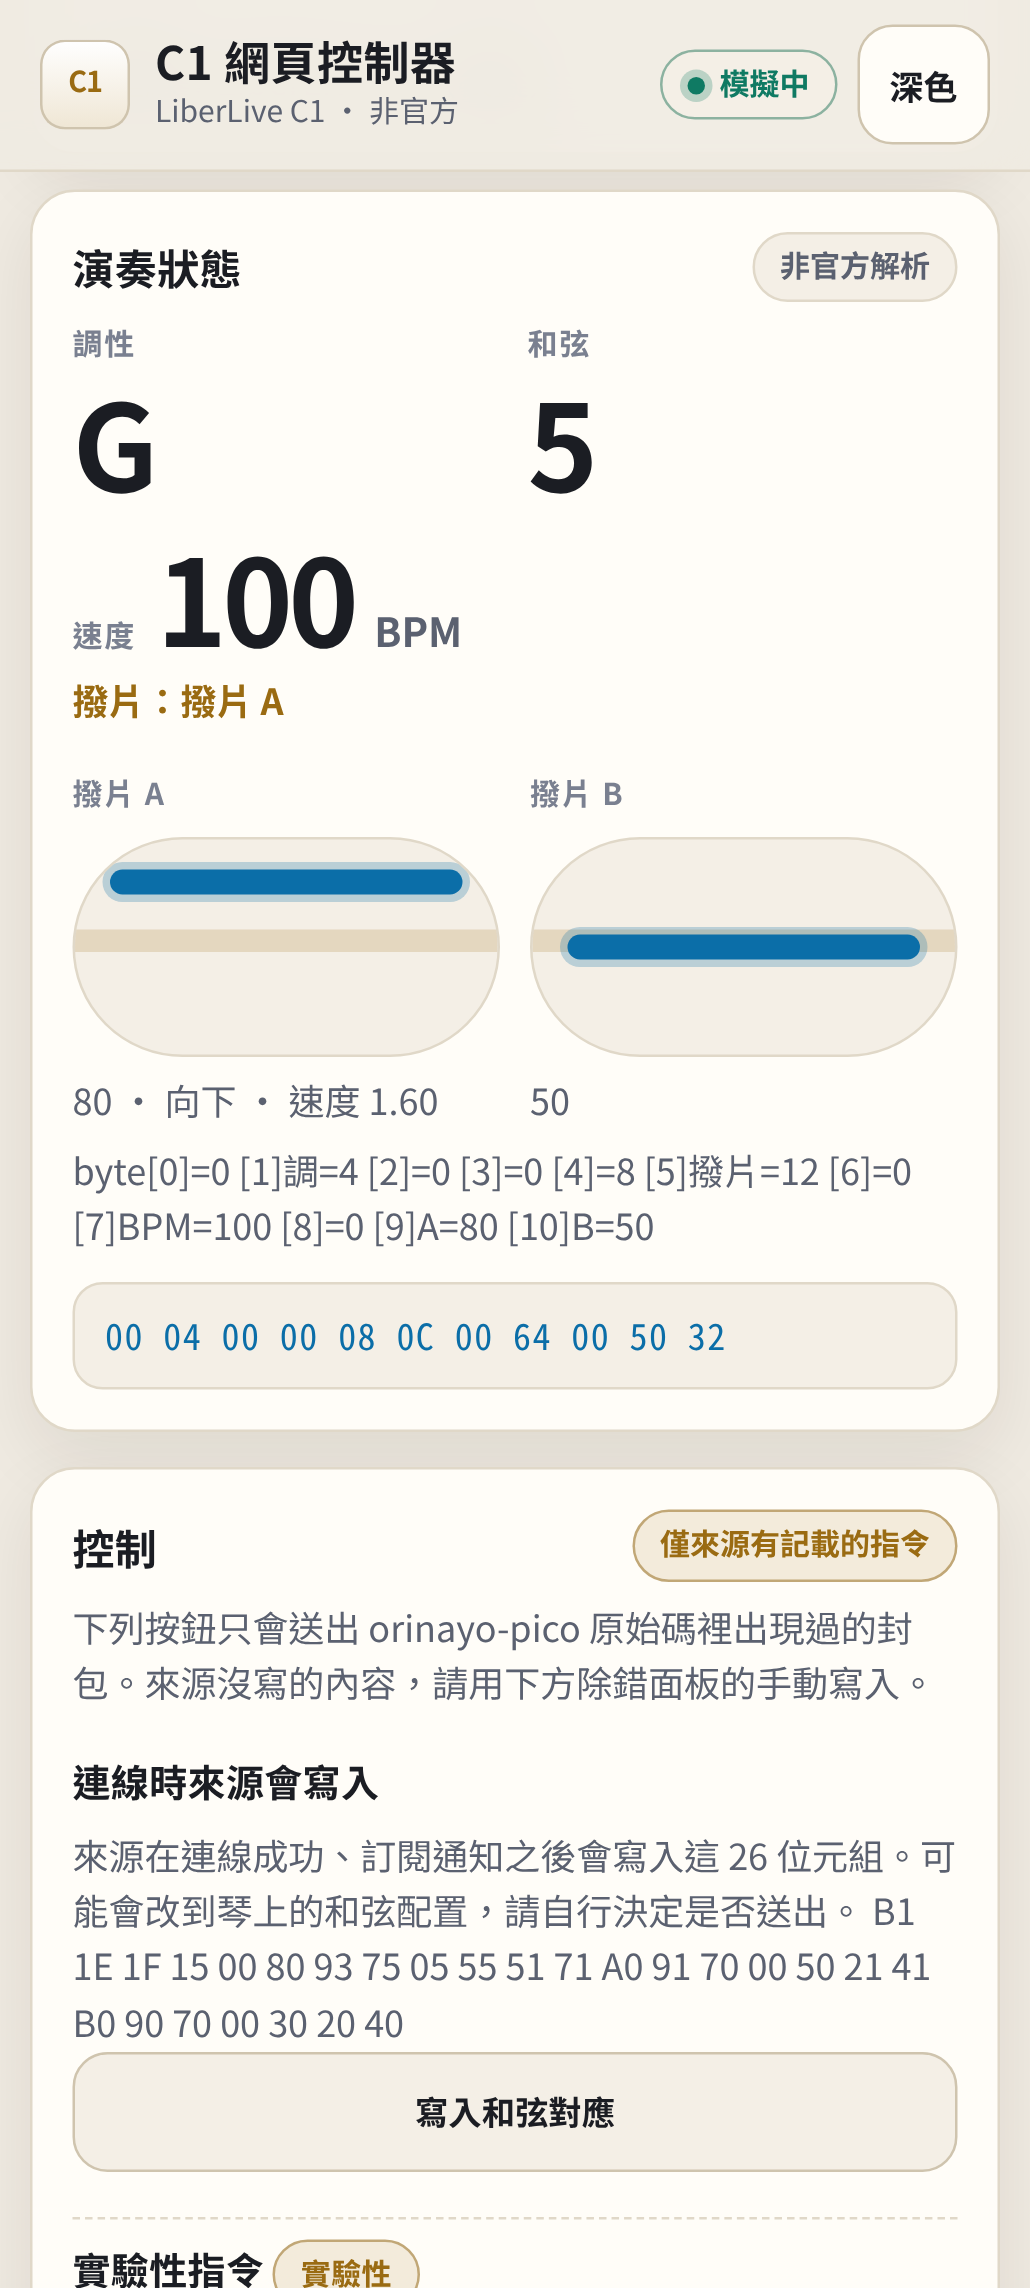 C1
C1 網頁控制器
LiberLive C1 · 非官方
模擬中
深色
演奏狀態
非官方解析
調性
和弦
G
5
速度 100 BPM
撥片：撥片 A
撥片 A
撥片 B
80 · 向下 · 速度 1.60
50
byte[0]=0 [1]調=4 [2]=0 [3]=0 [4]=8 [5]撥片=12 [6]=0
[7]BPM=100 [8]=0 [9]A=80 [10]B=50
00 04 00 00 08 0C 00 64 00 50 32
控制
僅來源有記載的指令
下列按鈕只會送出 orinayo-pico 原始碼裡出現過的封
包。來源沒寫的內容，請用下方除錯面板的手動寫入。
連線時來源會寫入
來源在連線成功、訂閱通知之後會寫入這 26 位元組。可
能會改到琴上的和弦配置，請自行決定是否送出。 B1
1E 1F 15 00 80 93 75 05 55 51 71 A0 91 70 00 50 21 41
B0 90 70 00 30 20 40
寫入和弦對應
實驗性指令
實驗性